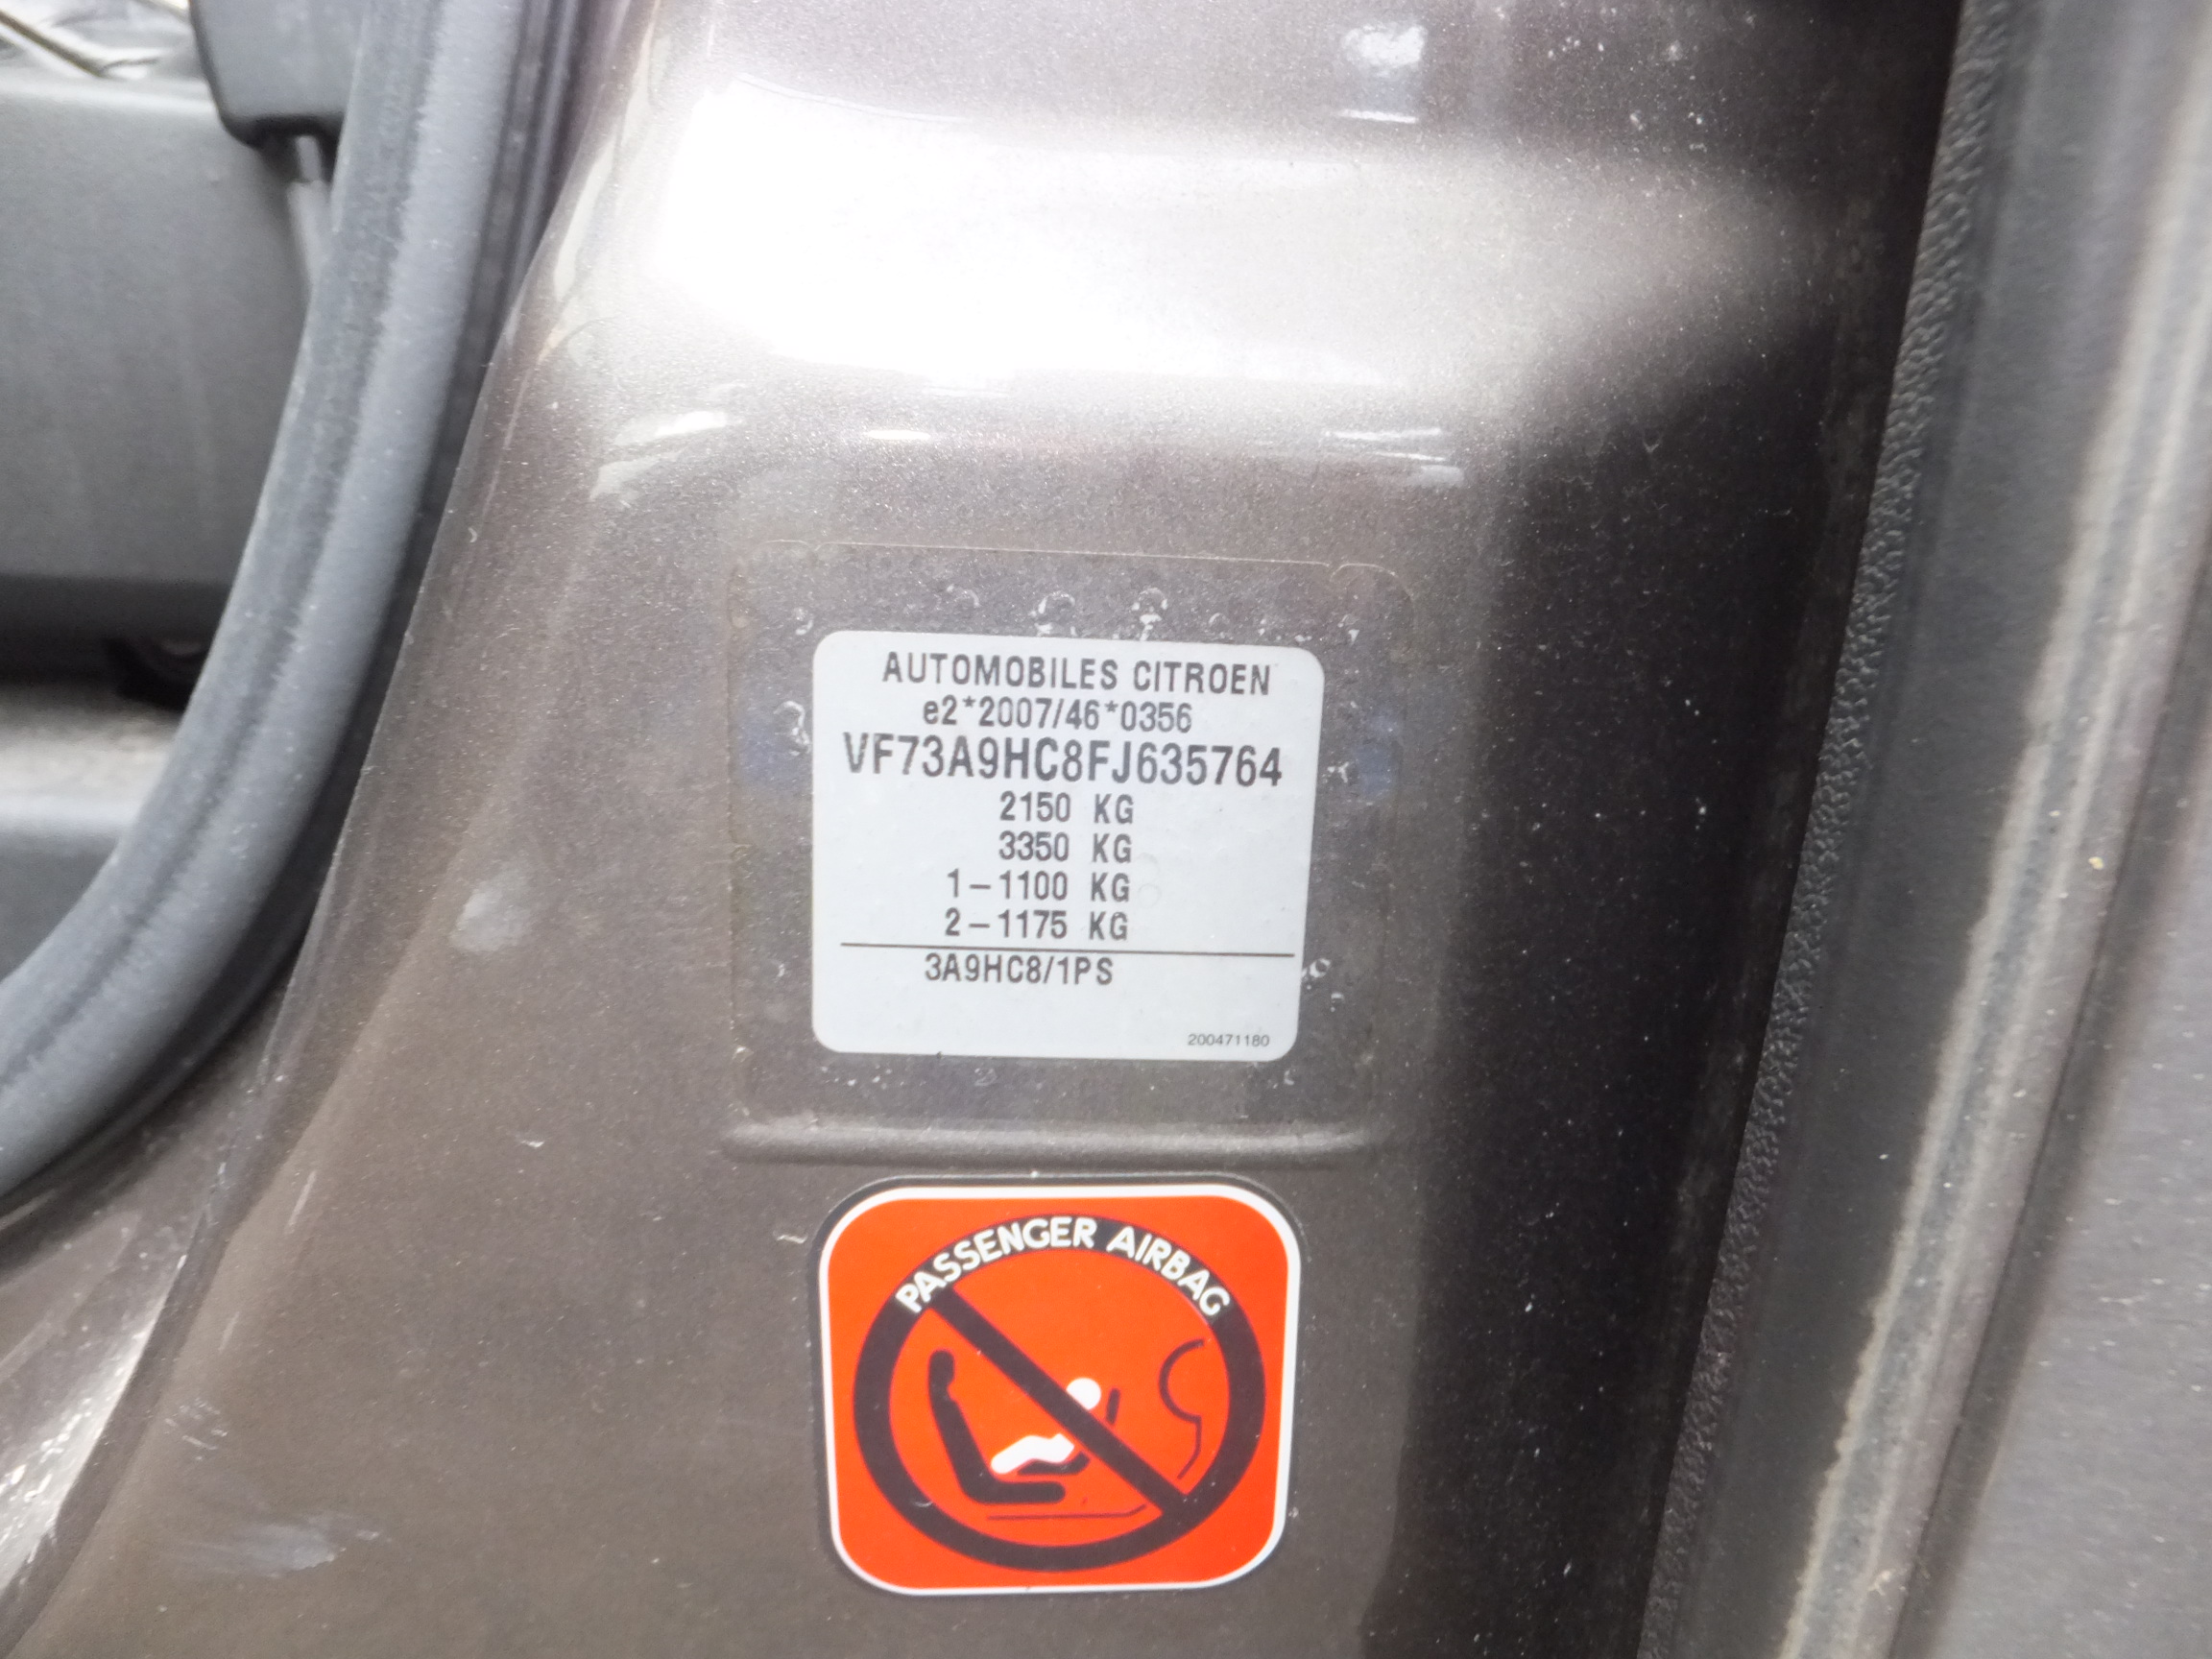 AUTOMOBILES CITROEN
e2*2007/46*0356
VF73A9HC8FJ635764
2150 KG
3350 KG
1-1100 KG
2-1175 KG
3A9HC8/1PS
200471180
PASSENGER AIRBAG